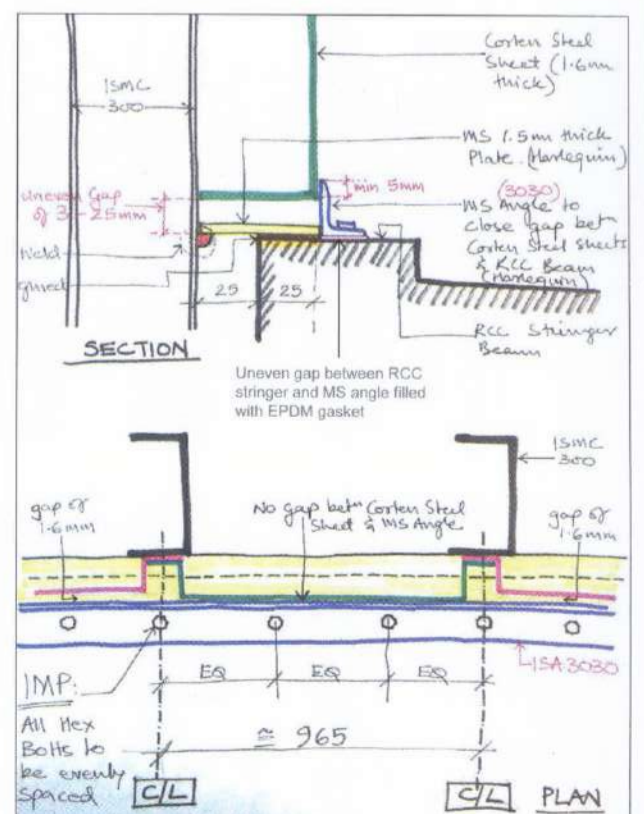 Corten Steel
Sheet (1.6mm
thick)
ISMC
300
MS 1.5mm thick
Plate. (Harlequin)
min 5mm
(3030)
uneven Gap
of 3-25mm
MS Angle to
close gap betn
Corten Steel sheets
& RCC Beam
(Harlequin)
Weld
25
25
RCC Stringer
Beam
SECTION
Uneven gap between RCC
stringer and MS angle filled
with EPDM gasket
ISMC
300
gap of
1.6mm
No gap betn Corten Steel
Sheet & MS Angle
gap of
1.6mm
ISA 3030
IMP:
EQ
EQ
EQ
All Hex
Bolts to
be evenly
spaced
≃ 965
C/L
C/L
PLAN